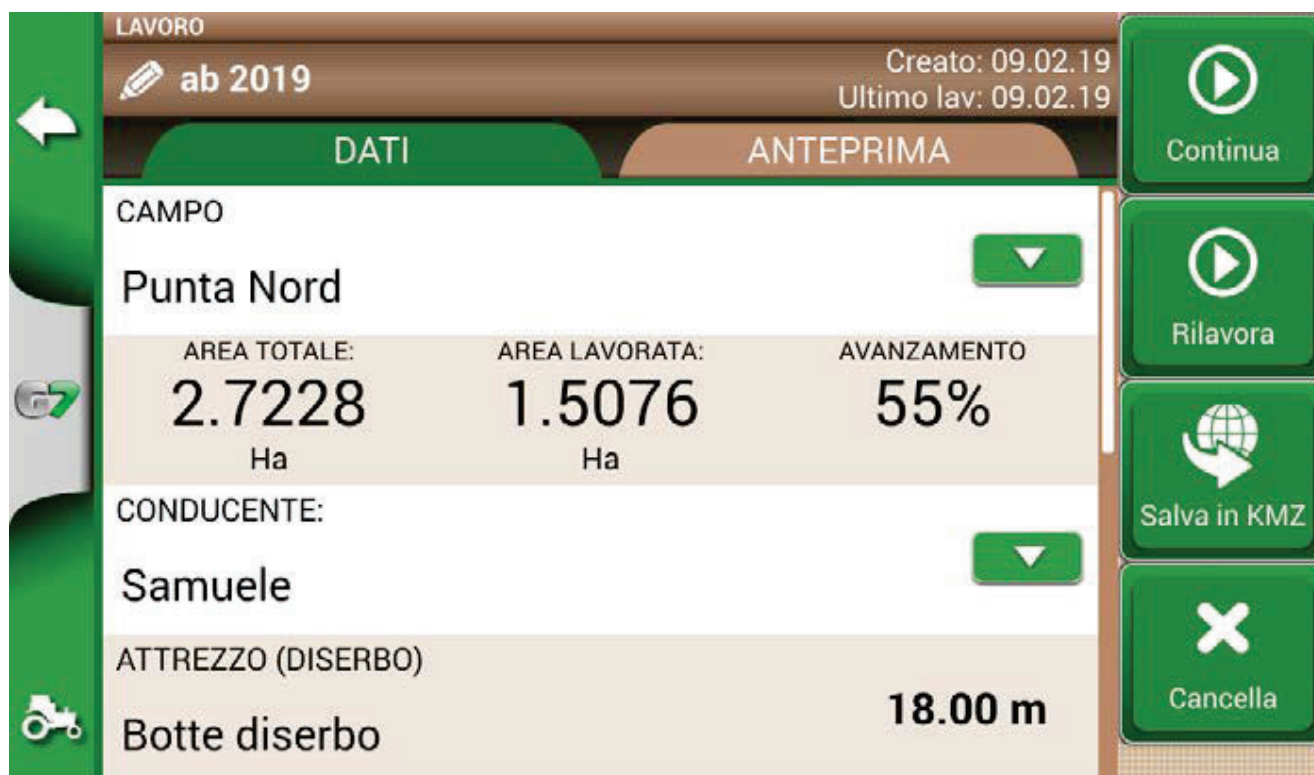 LAVORO
ab 2019
Creato: 09.02.19
Ultimo lav: 09.02.19
DATI
ANTEPRIMA
CAMPO
Punta Nord
AREA TOTALE: AREA LAVORATA: AVANZAMENTO
2.7228 1.5076 55%
Ha Ha
CONDUCENTE:
Samuele
ATTREZZO (DISERBO)
Botte diserbo
18.00 m
G7
Continua
Rilavora
Salva in KMZ
Cancella